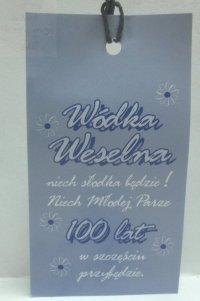 Wódka
Weselna
niech słodka będzie!
Niech Młodej Parze
100 lat
w szczęściu
przybędzie.